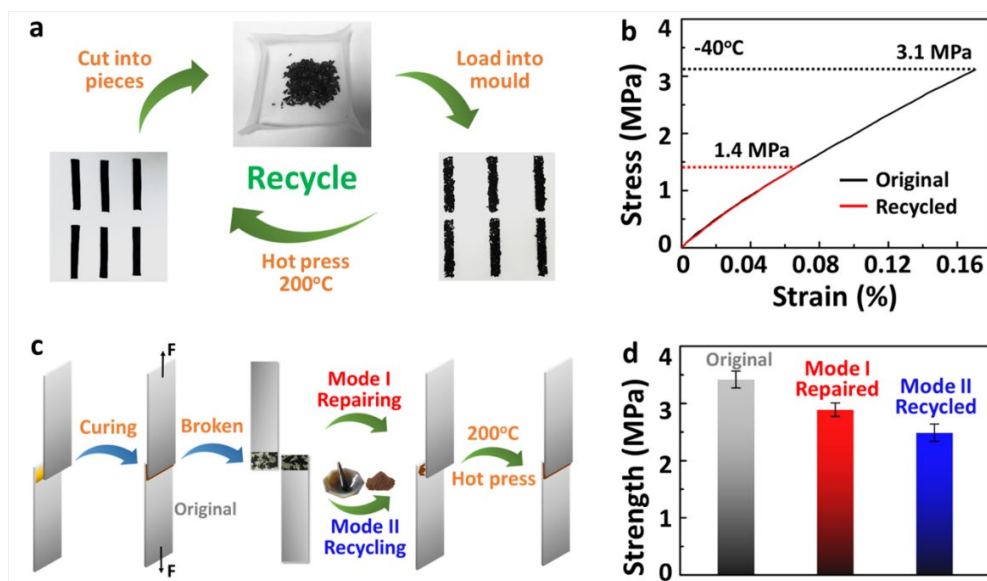 a
Cut into
pieces
Load into
mould
Recycle
Hot press
200°C
b
Stress (MPa)
4
3
2
1
0
-40°C
3.1 MPa
1.4 MPa
Original
Recycled
0
0.04
0.08
0.12
0.16
Strain (%)
c
F
Curing
Broken
Original
F
Mode I
Repairing
Mode II
Recycling
200°C
Hot press
d
Strength (MPa)
4
3
2
1
0
Original
Mode I
Repaired
Mode II
Recycled